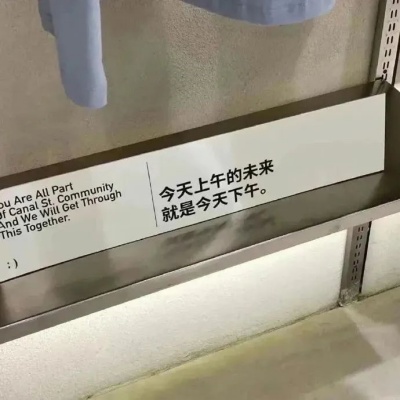 ou Are All Part
Of Canal St. Community
And We Will Get Through
This Together.
:)
今天上午的未来
就是今天下午。